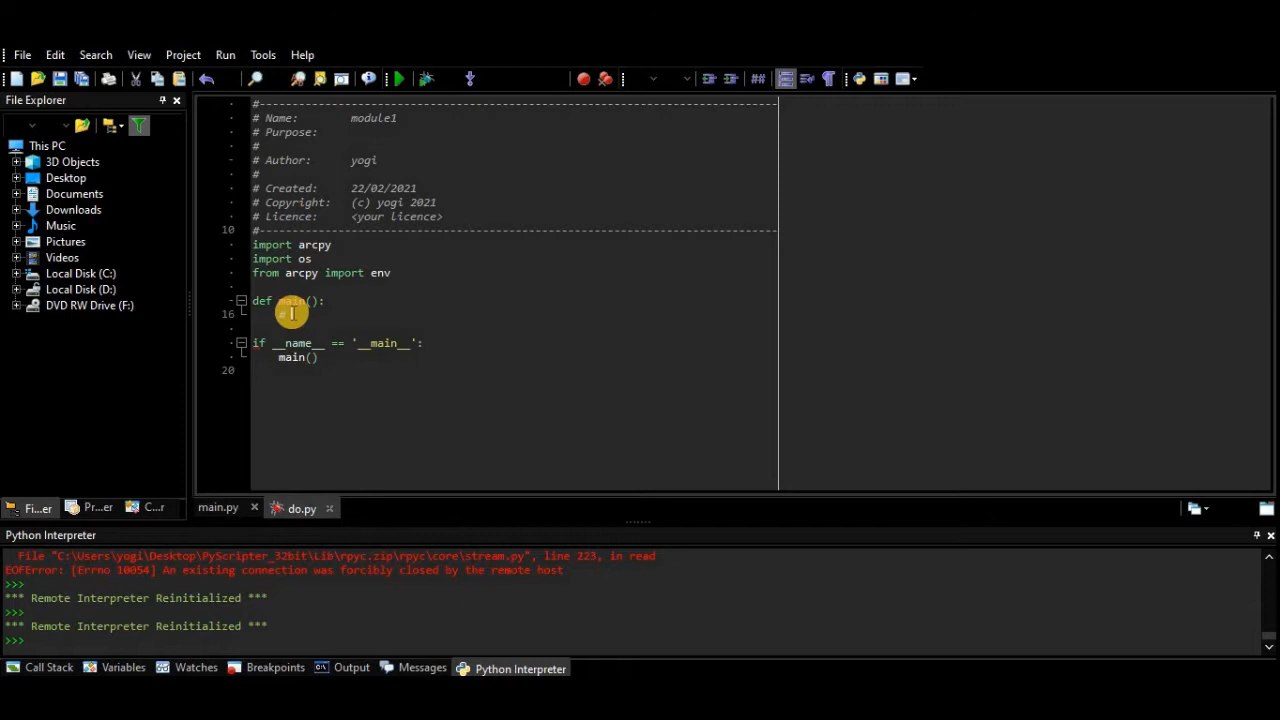 File Edit Search View Project Run Tools Help
File Explorer
This PC
3D Objects
Desktop
Documents
Downloads
Music
Pictures
Videos
Local Disk (C:)
Local Disk (D:)
DVD RW Drive (F:)
#-------------------------------------------------------------------------------
# Name: module1
# Purpose:
#
# Author: yogi
#
# Created: 22/02/2021
# Copyright: (c) yogi 2021
# Licence: <your licence>
10 #-------------------------------------------------------------------------------
import arcpy
import os
from arcpy import env
def main():
16 #
if __name__ == '__main__':
main()
20
Fi...er Pr...er C...r
main.py do.py
Python Interpreter
File "C:\Users\yogi\Desktop\PyScripter_32bit\Lib\rpyc.zip\rpyc\core\stream.py", line 223, in read
EOFError: [Errno 10054] An existing connection was forcibly closed by the remote host
>>>
*** Remote Interpreter Reinitialized ***
>>>
*** Remote Interpreter Reinitialized ***
>>>
Call Stack Variables Watches Breakpoints Output Messages Python Interpreter